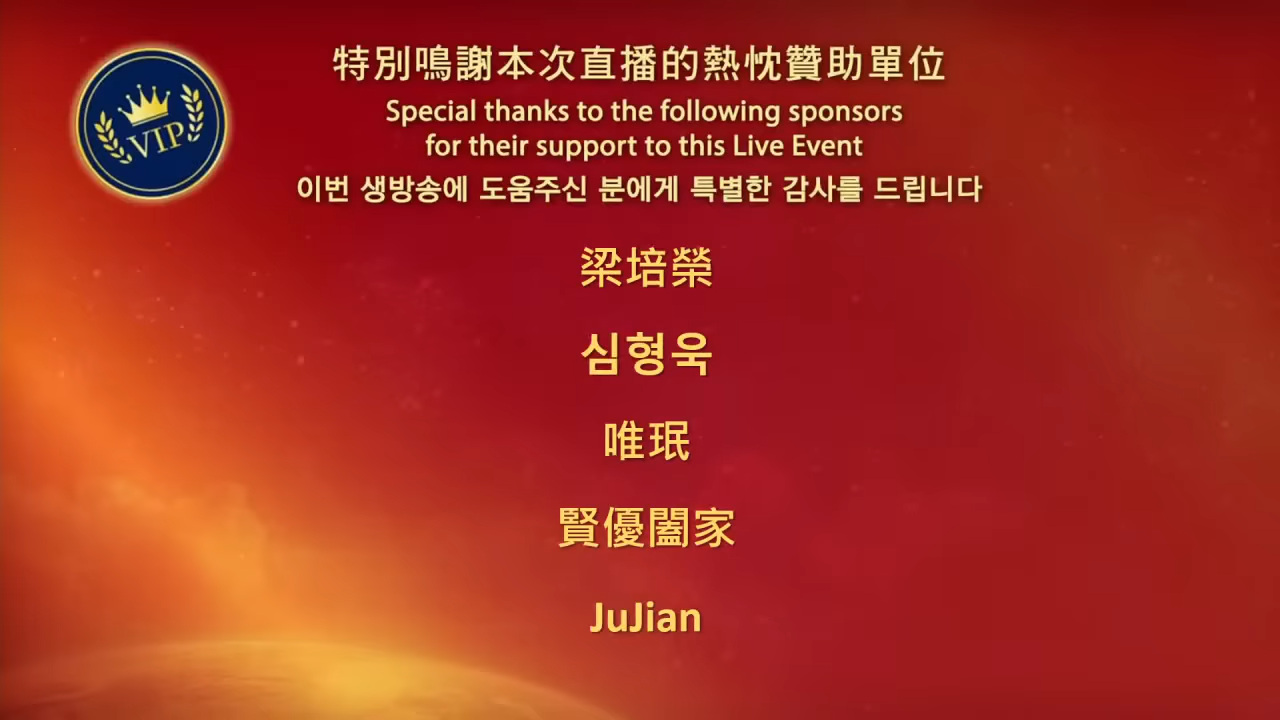 VIP
特別鳴謝本次直播的熱忱贊助單位
Special thanks to the following sponsors
for their support to this Live Event
이번 생방송에 도움주신 분에게 특별한 감사를 드립니다
梁培榮
심형욱
唯珉
賢優闔家
JuJian